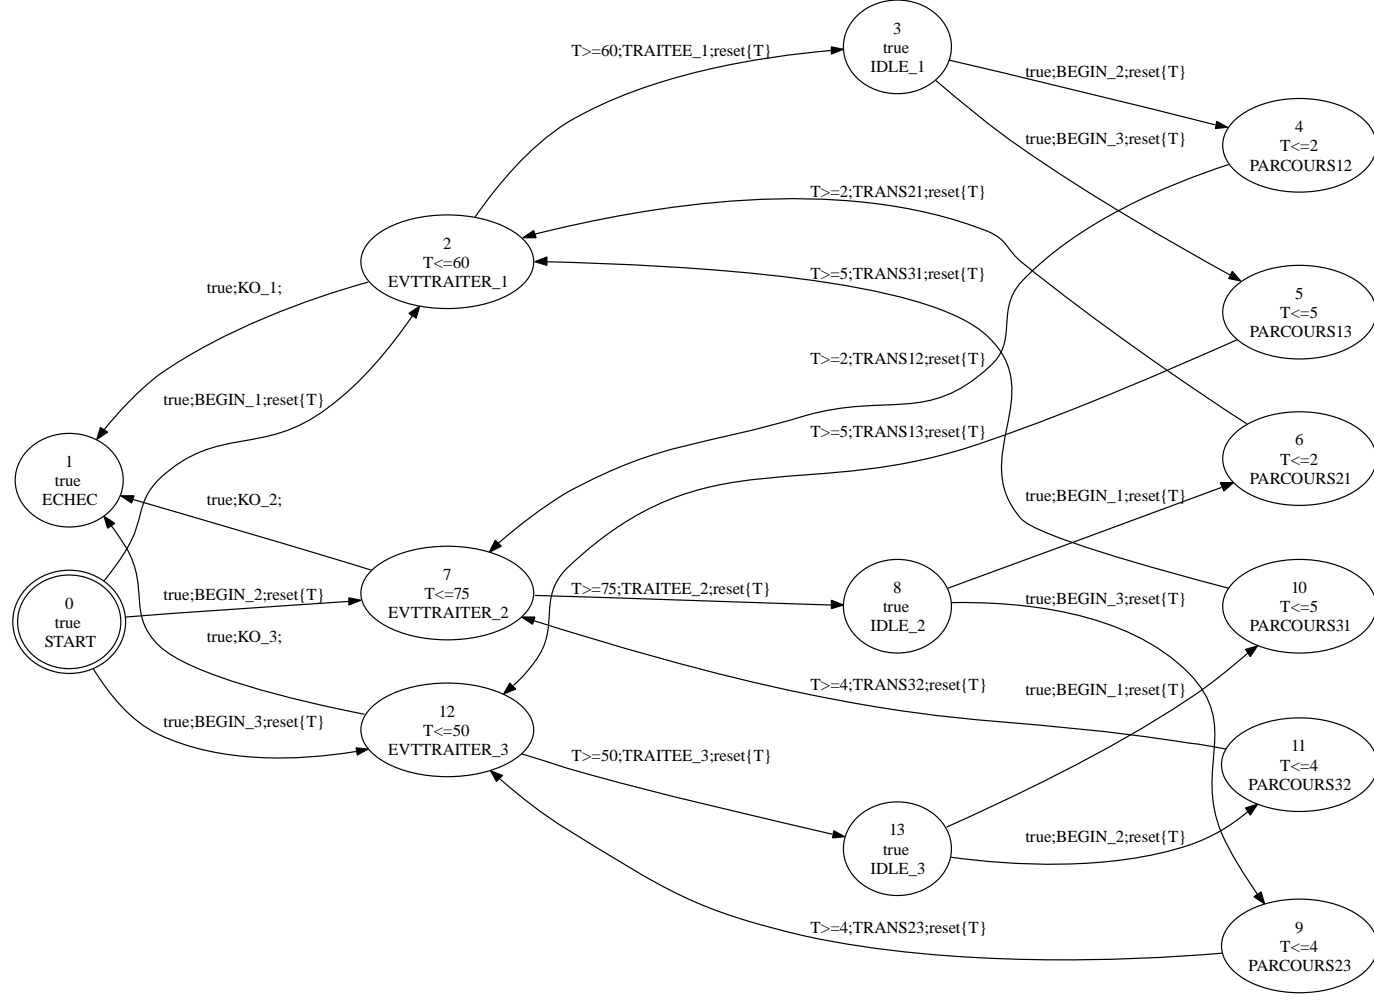 3
true
IDLE_1
T>=60;TRAITEE_1;reset{T}
true;BEGIN_2;reset{T}
4
T<=2
PARCOURS12
true;BEGIN_3;reset{T}
T>=2;TRANS21;reset{T}
2
T<=60
EVTTRAITER_1
T>=5;TRANS31;reset{T}
true;KO_1;
5
T<=5
PARCOURS13
T>=2;TRANS12;reset{T}
true;BEGIN_1;reset{T}
T>=5;TRANS13;reset{T}
6
T<=2
PARCOURS21
1
true
ECHEC
true;KO_2;
true;BEGIN_1;reset{T}
7
T<=75
EVTTRAITER_2
T>=75;TRAITEE_2;reset{T}
8
true
IDLE_2
true;BEGIN_3;reset{T}
10
T<=5
PARCOURS31
0
true
START
true;BEGIN_2;reset{T}
true;KO_3;
T>=4;TRANS32;reset{T}
true;BEGIN_1;reset{T}
true;BEGIN_3;reset{T}
12
T<=50
EVTTRAITER_3
T>=50;TRAITEE_3;reset{T}
11
T<=4
PARCOURS32
13
true
IDLE_3
true;BEGIN_2;reset{T}
T>=4;TRANS23;reset{T}
9
T<=4
PARCOURS23